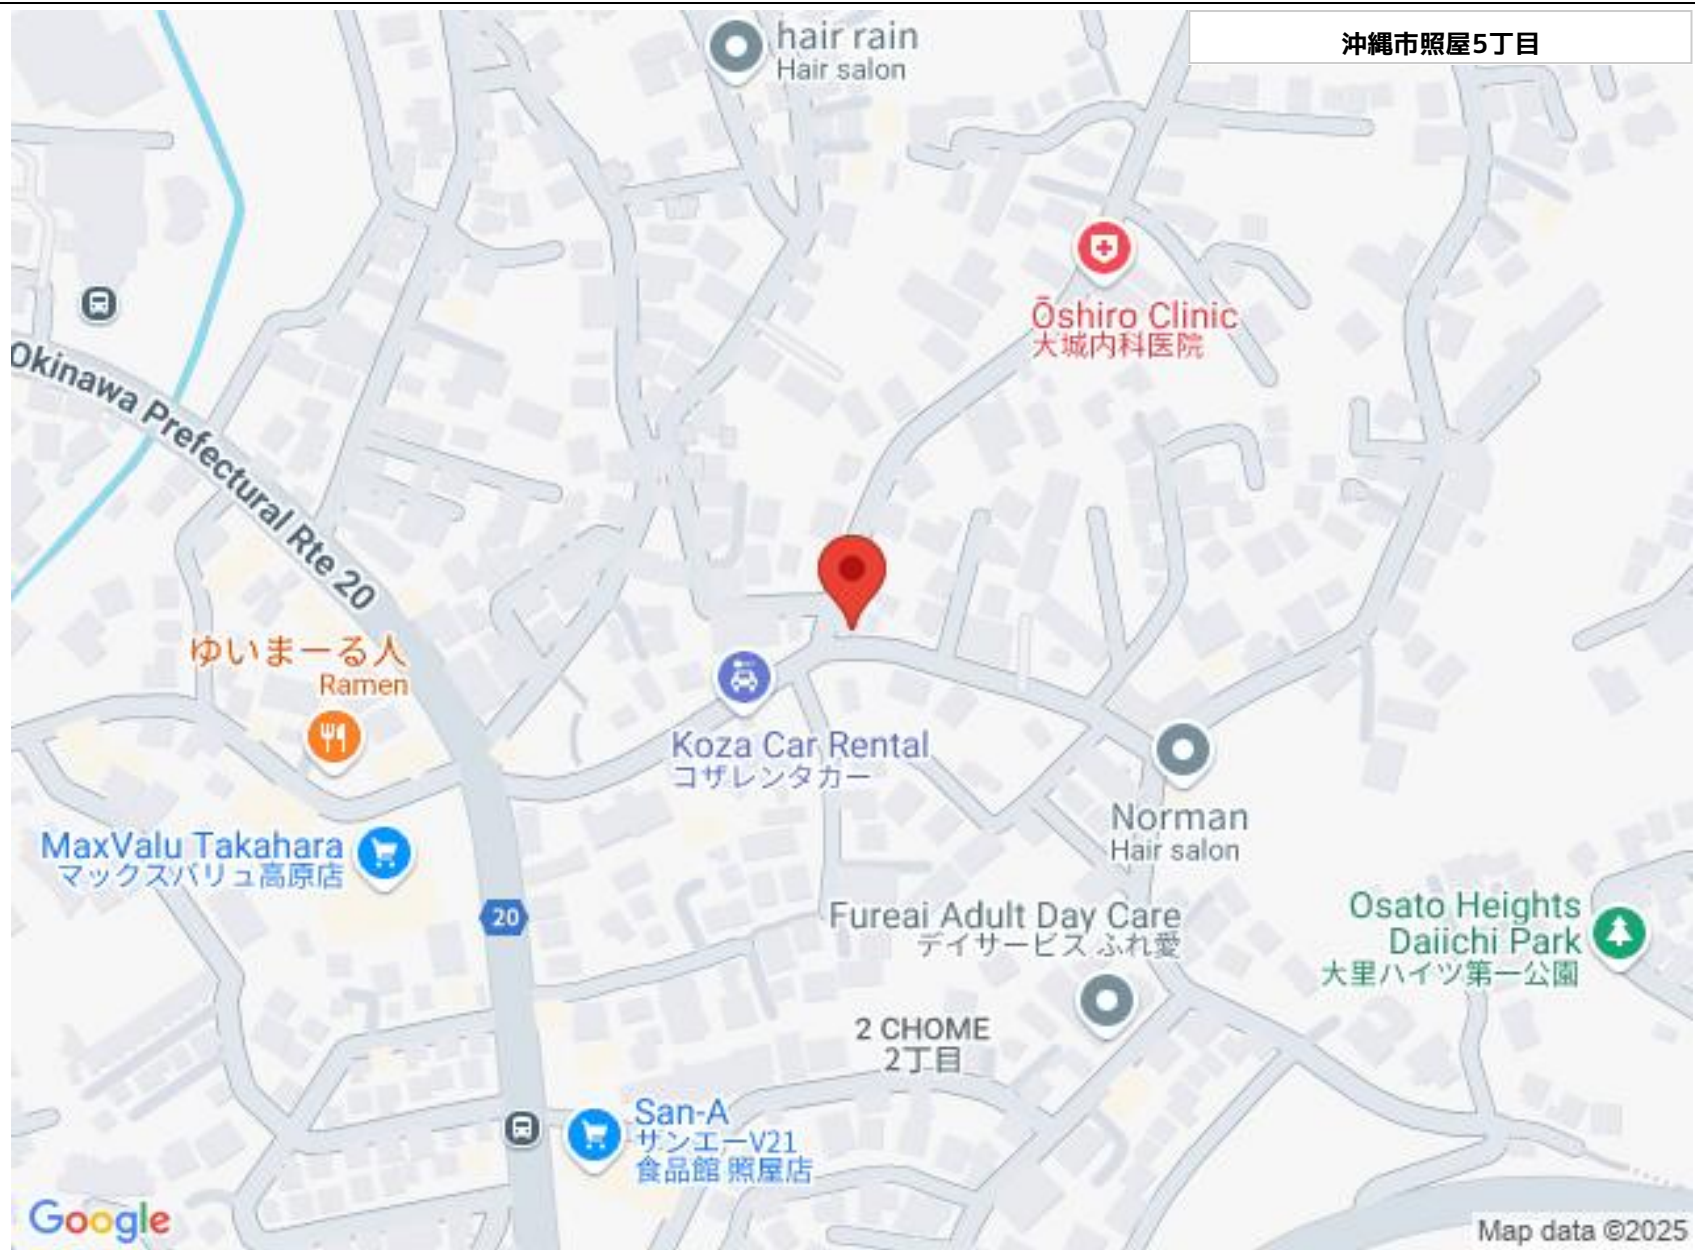 hair rain
Hair salon
沖縄市照屋5丁目
Ōshiro Clinic
大城内科医院
Okinawa Prefectural Rte 20
ゆいまーる人
Ramen
Koza Car Rental
コザレンタカー
MaxValu Takahara
マックスバリュ高原店
Norman
Hair salon
20
Fureai Adult Day Care
デイサービス ふれ愛
Osato Heights
Daiichi Park
大里ハイツ第一公園
2 CHOME
2丁目
San-A
サンエーV21
食品館 照屋店
Google
Map data ©2025